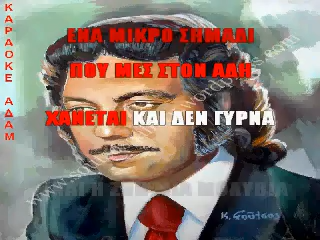 ΚΑΡΑΟΚΕ ΑΔΑΜ
ΕΝΑ ΜΙΚΡΟ ΣΗΜΑΔΙ
ΠΟΥ ΜΕΣ ΣΤΟΝ ΑΔΗ
ΧΑΝΕΤΑΙ ΚΑΙ ΔΕΝ ΓΥΡΝΑ